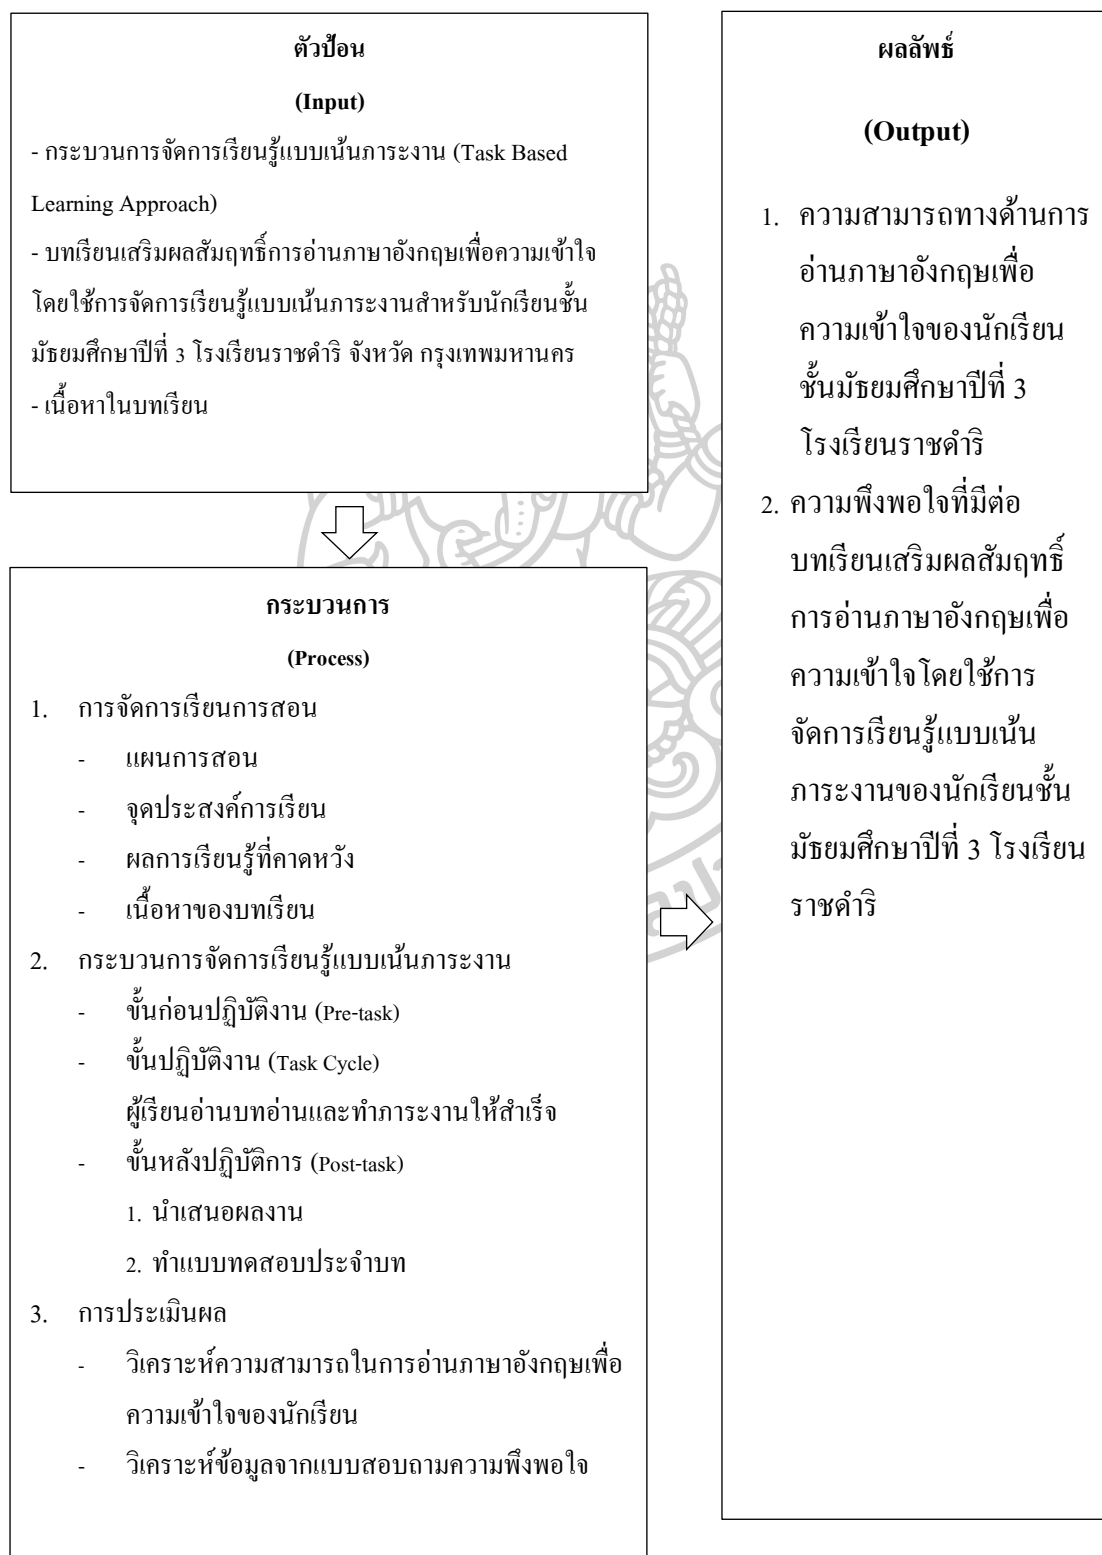 ตัวป้อน
(Input)
- กระบวนการจัดการเรียนรู้แบบเน้นภาระงาน (Task Based
Learning Approach)
- บทเรียนเสริมผลสัมฤทธิ์การอ่านภาษาอังกฤษเพื่อความเข้าใจ
โดยใช้การจัดการเรียนรู้แบบเน้นภาระงานสำหรับนักเรียนชั้น
มัธยมศึกษาปีที่ 3 โรงเรียนราชดำริ จังหวัด กรุงเทพมหานคร
- เนื้อหาในบทเรียน
กระบวนการ
(Process)
1. การจัดการเรียนการสอน
- แผนการสอน
- จุดประสงค์การเรียน
- ผลการเรียนรู้ที่คาดหวัง
- เนื้อหาของบทเรียน
2. กระบวนการจัดการเรียนรู้แบบเน้นภาระงาน
- ขั้นก่อนปฏิบัติงาน (Pre-task)
- ขั้นปฏิบัติงาน (Task Cycle)
ผู้เรียนอ่านบทอ่านและทำภาระงานให้สำเร็จ
- ขั้นหลังปฏิบัติการ (Post-task)
1. นำเสนอผลงาน
2. ทำแบบทดสอบประจำบท
3. การประเมินผล
- วิเคราะห์ความสามารถในการอ่านภาษาอังกฤษเพื่อ
ความเข้าใจของนักเรียน
- วิเคราะห์ข้อมูลจากแบบสอบถามความพึงพอใจ
ผลลัพธ์
(Output)
1. ความสามารถทางด้านการ
อ่านภาษาอังกฤษเพื่อ
ความเข้าใจของนักเรียน
ชั้นมัธยมศึกษาปีที่ 3
โรงเรียนราชดำริ
2. ความพึงพอใจที่มีต่อ
บทเรียนเสริมผลสัมฤทธิ์
การอ่านภาษาอังกฤษเพื่อ
ความเข้าใจโดยใช้การ
จัดการเรียนรู้แบบเน้น
ภาระงานของนักเรียนชั้น
มัธยมศึกษาปีที่ 3 โรงเรียน
ราชดำริ